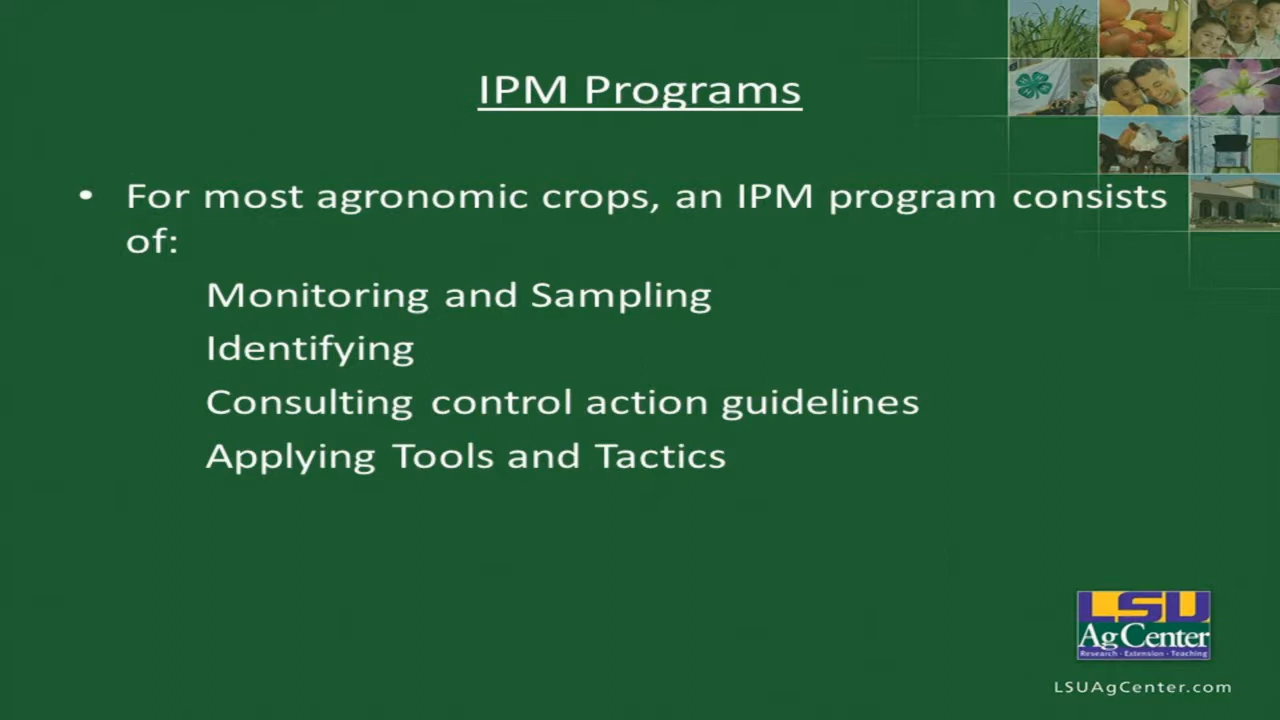 IPM Programs
• For most agronomic crops, an IPM program consists
of:
Monitoring and Sampling
Identifying
Consulting control action guidelines
Applying Tools and Tactics
LSU
AgCenter
Research · Extension · Teaching
LSUAgCenter.com